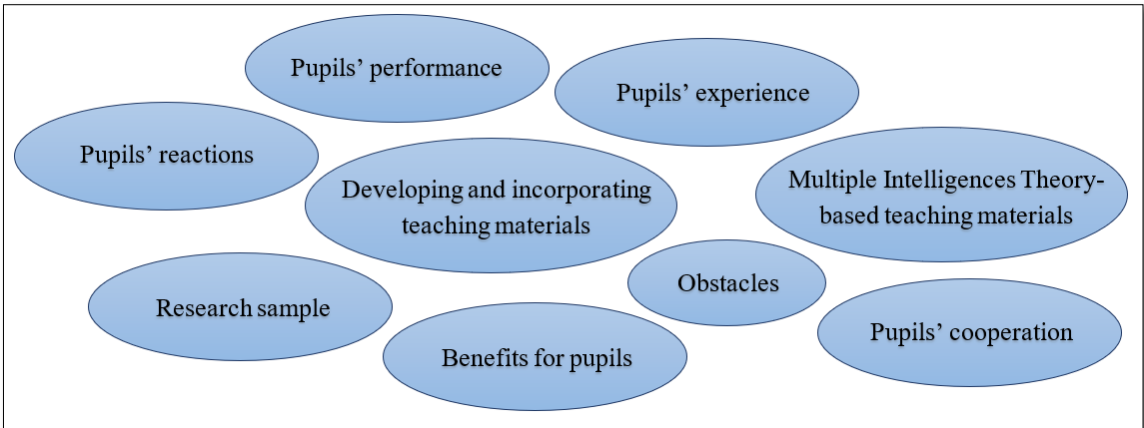 Pupils’ performance
Pupils’ experience
Pupils’ reactions
Developing and incorporating
teaching materials
Multiple Intelligences Theory-
based teaching materials
Research sample
Obstacles
Benefits for pupils
Pupils’ cooperation